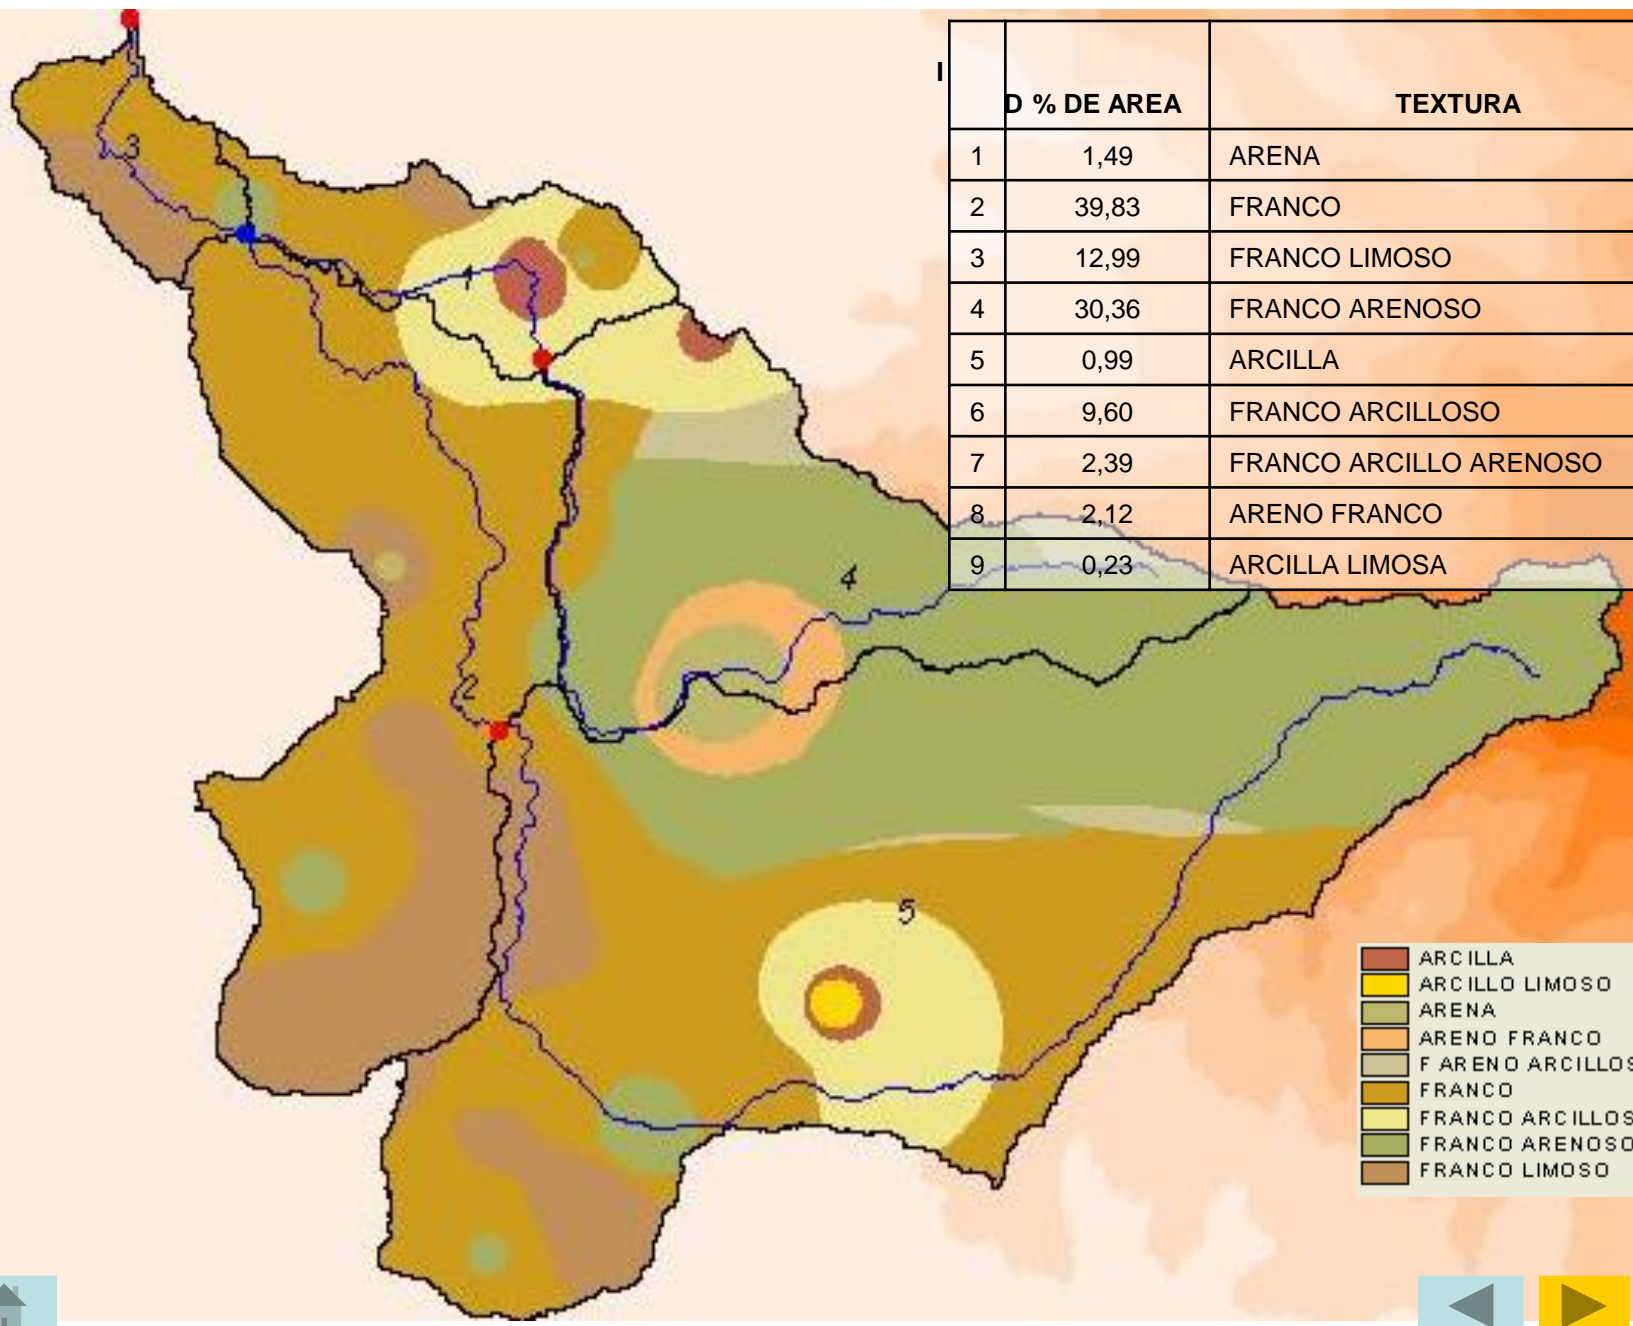 I
D % DE AREA TEXTURA
1 1,49 ARENA
2 39,83 FRANCO
3 12,99 FRANCO LIMOSO
4 30,36 FRANCO ARENOSO
5 0,99 ARCILLA
6 9,60 FRANCO ARCILLOSO
7 2,39 FRANCO ARCILLO ARENOSO
8 2,12 ARENO FRANCO
9 0,23 ARCILLA LIMOSA
3
1
4
2
5
ARCILLA
ARCILLO LIMOSO
ARENA
ARENO FRANCO
F ARENO ARCILLOS
FRANCO
FRANCO ARCILLOS
FRANCO ARENOSO
FRANCO LIMOSO